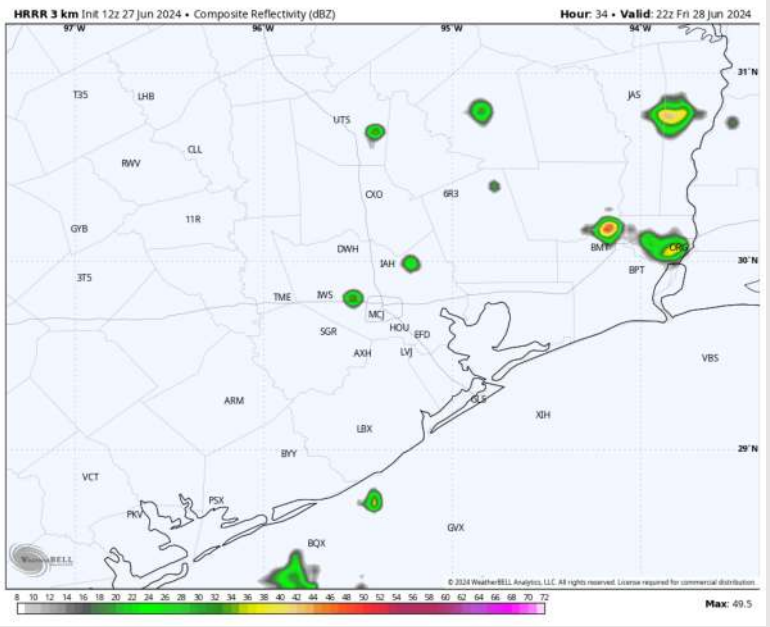 HRRR 3 km Init 12z 27 Jun 2024 • Composite Reflectivity (dBZ) Hour: 34 • Valid: 22z Fri 28 Jun 2024
97°W 96°W 95°W 94°W
31°N
T35 LHB JAS
UTS
CLL
RWV
CXO 6R3
11R
GYB
DWH BMT ORG
IAH 30°N
BPT
3T5
TME IWS
MCJ
SGR HOU EFD
AXH LVJ VBS
ARM GLS
XIH
LBX
BYY 29°N
VCT
PSX
PKV
GVX
BQX
WeatherBELL
© 2024 WeatherBELL Analytics, LLC. All rights reserved. License required for commercial distribution.
8 10 12 14 16 18 20 22 24 26 28 30 32 34 36 38 40 42 44 46 48 50 52 54 56 58 60 62 64 66 68 70 72
Max: 49.5